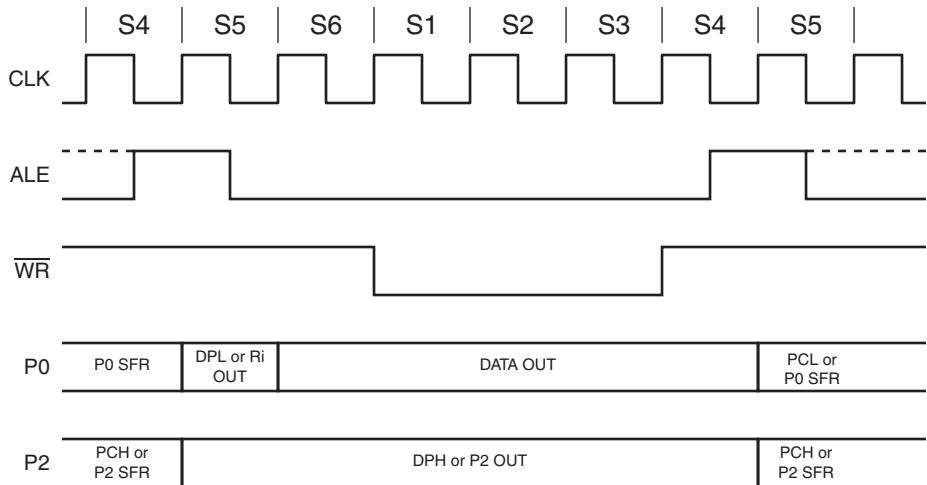 S4 S5 S6 S1 S2 S3 S4 S5
CLK
ALE
WR
P0
P0 SFR
DPL or Ri
OUT
DATA OUT
PCL or
P0 SFR
P2
PCH or
P2 SFR
DPH or P2 OUT
PCH or
P2 SFR